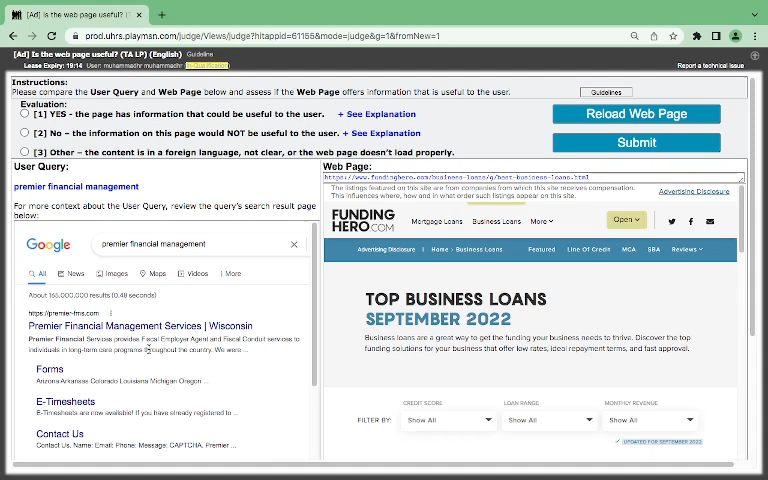 [Ad] Is the web page useful? (TA
prod.uhrs.playmsn.com/judge/Views/judge?hitappid=61155&mode=judge&g=1&fromNew=1
[Ad] Is the web page useful? (TA LP) (English) Guideline
Lease Expiry: 19:14 User: muhammadhr muhammadhr
Report a technical issue
Instructions:
Please compare the User Query and Web Page below and assess if the Web Page offers information that is useful to the user.
Guidelines
Evaluation:
[1] YES - the page has information that could be useful to the user. + See Explanation
Reload Web Page
[2] No – the information on this page would NOT be useful to the user. + See Explanation
Submit
[3] Other – the content is in a foreign language, not clear, or the web page doesn't load properly.
User Query:
premier financial management
For more context about the User Query, review the query's search result page
below:
Google
premier financial management
All News Images Maps Videos More
About 165,000,000 results (0.48 seconds)
https://premier-fms.com
Premier Financial Management Services | Wisconsin
Premier Financial Services provides Fiscal Employer Agent and Fiscal Conduit services to
individuals in long-term care programs throughout the country. We were ...
Forms
Arizona Arkansas Colorado Louisiana Michigan Oregon ...
E-Timesheets
E-Timesheets are now available! If you have already registered to ...
Contact Us
Contact Us. Name: Email: Phone: Message: CAPTCHA. Premier ...
Web Page:
https://www.fundinghero.com/business-loans/g/best-business-loans.html
The listings featured on this site are from companies from which this site receives compensation.
This influences where, how and in what order such listings appear on this site.
Advertising Disclosure
FUNDING
HERO.COM
Mortgage Loans Business Loans More
Open
Advertising Disclosure | Home > Business Loans Featured Line Of Credit MCA SBA Reviews
TOP BUSINESS LOANS
SEPTEMBER 2022
Business loans are a great way to get the funding your business needs to thrive. Discover the top
funding solutions for your business that offer low rates, ideal repayment terms, and fast approval.
CREDIT SCORE LOAN RANGE MONTHLY REVENUE
FILTER BY: Show All Show All Show All
✓ UPDATED FOR SEPTEMBER 2022